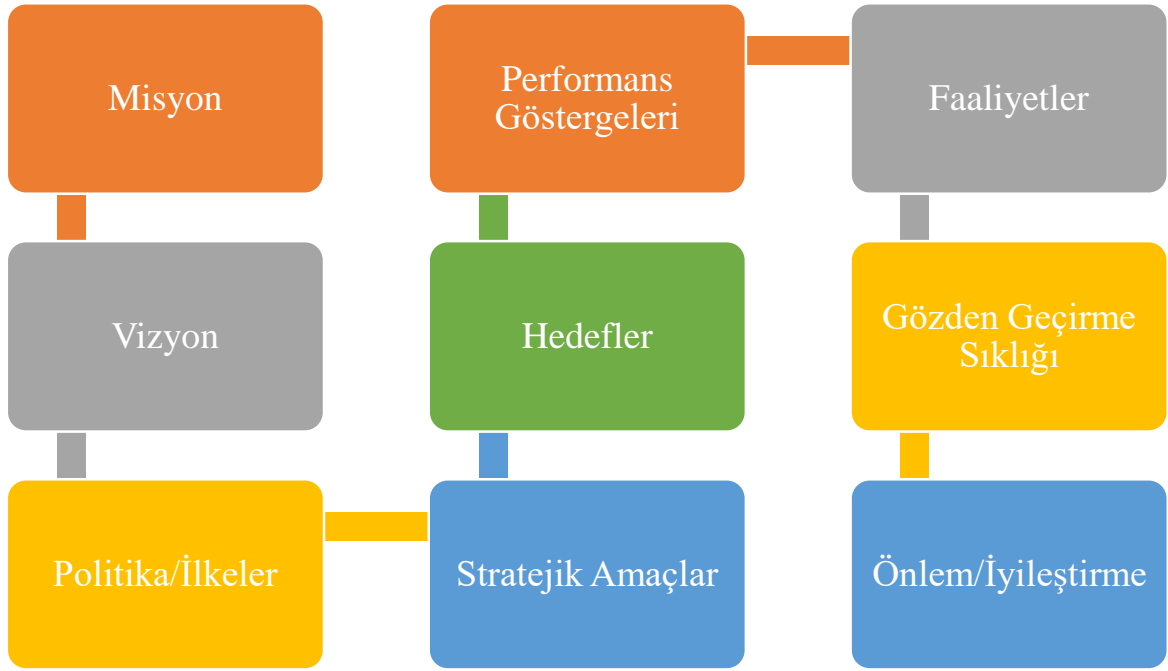 Misyon
Vizyon
Politika/İlkeler
Stratejik Amaçlar
Hedefler
Performans
Göstergeleri
Faaliyetler
Gözden Geçirme
Sıklığı
Önlem/İyileştirme